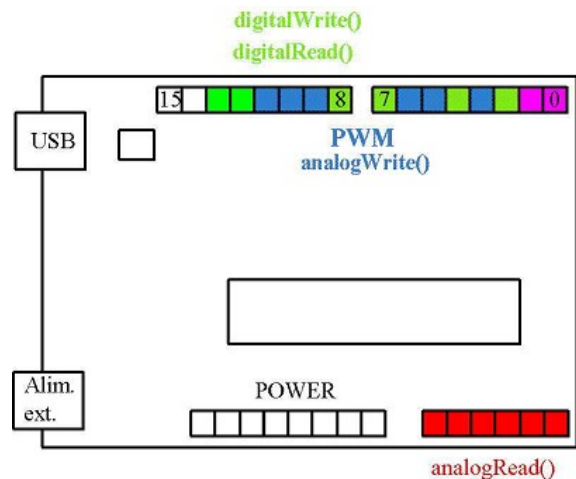 digitalWrite()
digitalRead()
15 8 7 0
USB
PWM
analogWrite()
Alim.
ext.
POWER
analogRead()